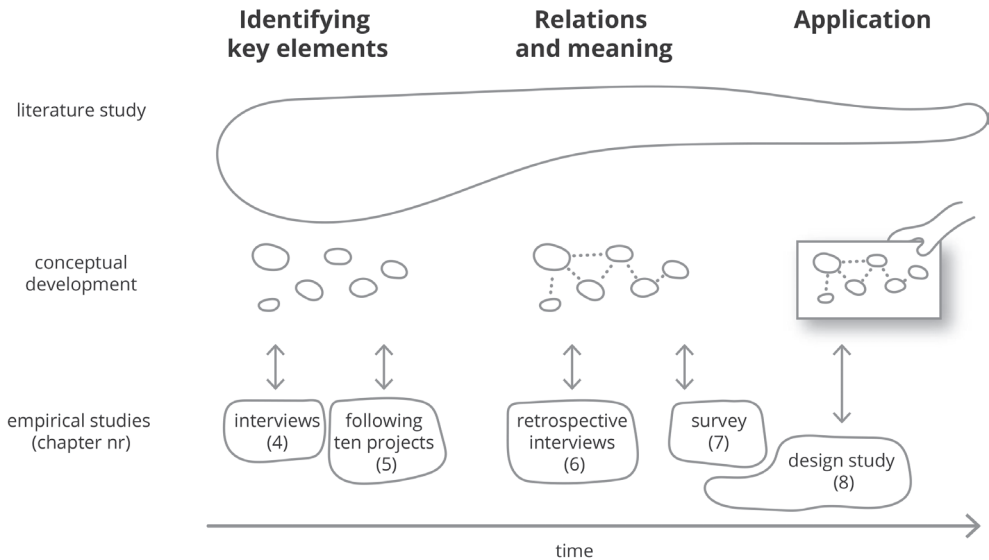 Identifying
key elements
Relations
and meaning
Application
literature study
conceptual
development
empirical studies
(chapter nr)
interviews
(4)
following
ten projects
(5)
retrospective
interviews
(6)
survey
(7)
design study
(8)
time